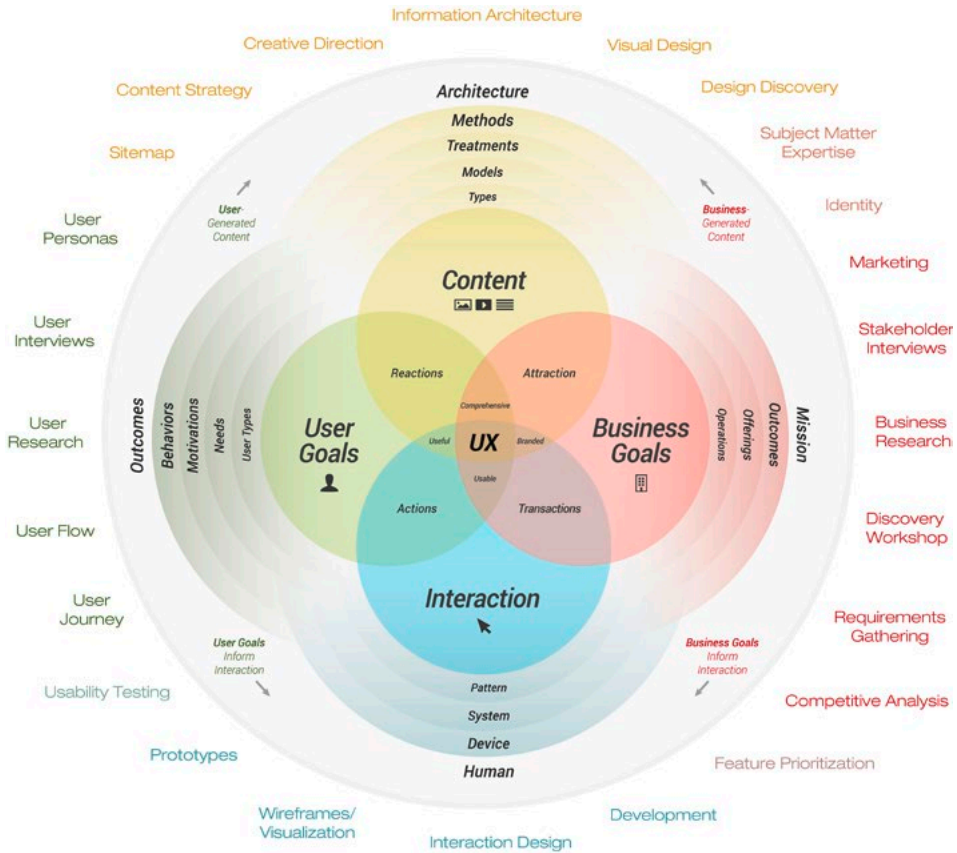 Information Architecture
Creative Direction
Visual Design
Content Strategy
Architecture
Design Discovery
Methods
Sitemap
Treatments
Subject Matter
Expertise
Models
Types
User
Personas
User-
Generated
Content
Business-
Generated
Content
Identity
Marketing
Content
User
Interviews
Stakeholder
Interviews
Reactions
Attraction
Comprehensive
User
Research
Outcomes
Behaviors
Motivations
Needs
User Types
User
Goals
Useful
UX
Branded
Business
Goals
Operations
Offerings
Outcomes
Mission
Business
Research
Usable
Actions
Transactions
User Flow
Discovery
Workshop
Interaction
User
Journey
Requirements
Gathering
User Goals
Inform
Interaction
Business Goals
Inform
Interaction
Usability Testing
Pattern
Competitive Analysis
System
Prototypes
Device
Feature Prioritization
Human
Wireframes/
Visualization
Development
Interaction Design